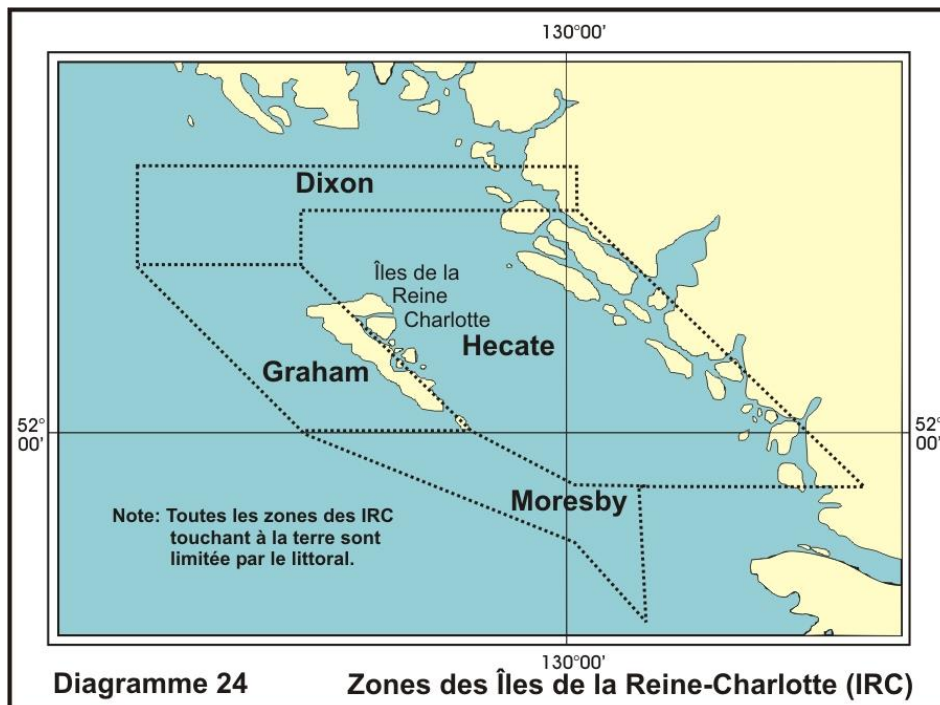 130°00'
Dixon
Îles de la
Reine
Charlotte
Hecate
Graham
52°
00'
52°
00'
Moresby
Note: Toutes les zones des IRC
touchant à la terre sont
limitée par le littoral.
130°00'
Diagramme 24
Zones des Îles de la Reine-Charlotte (IRC)